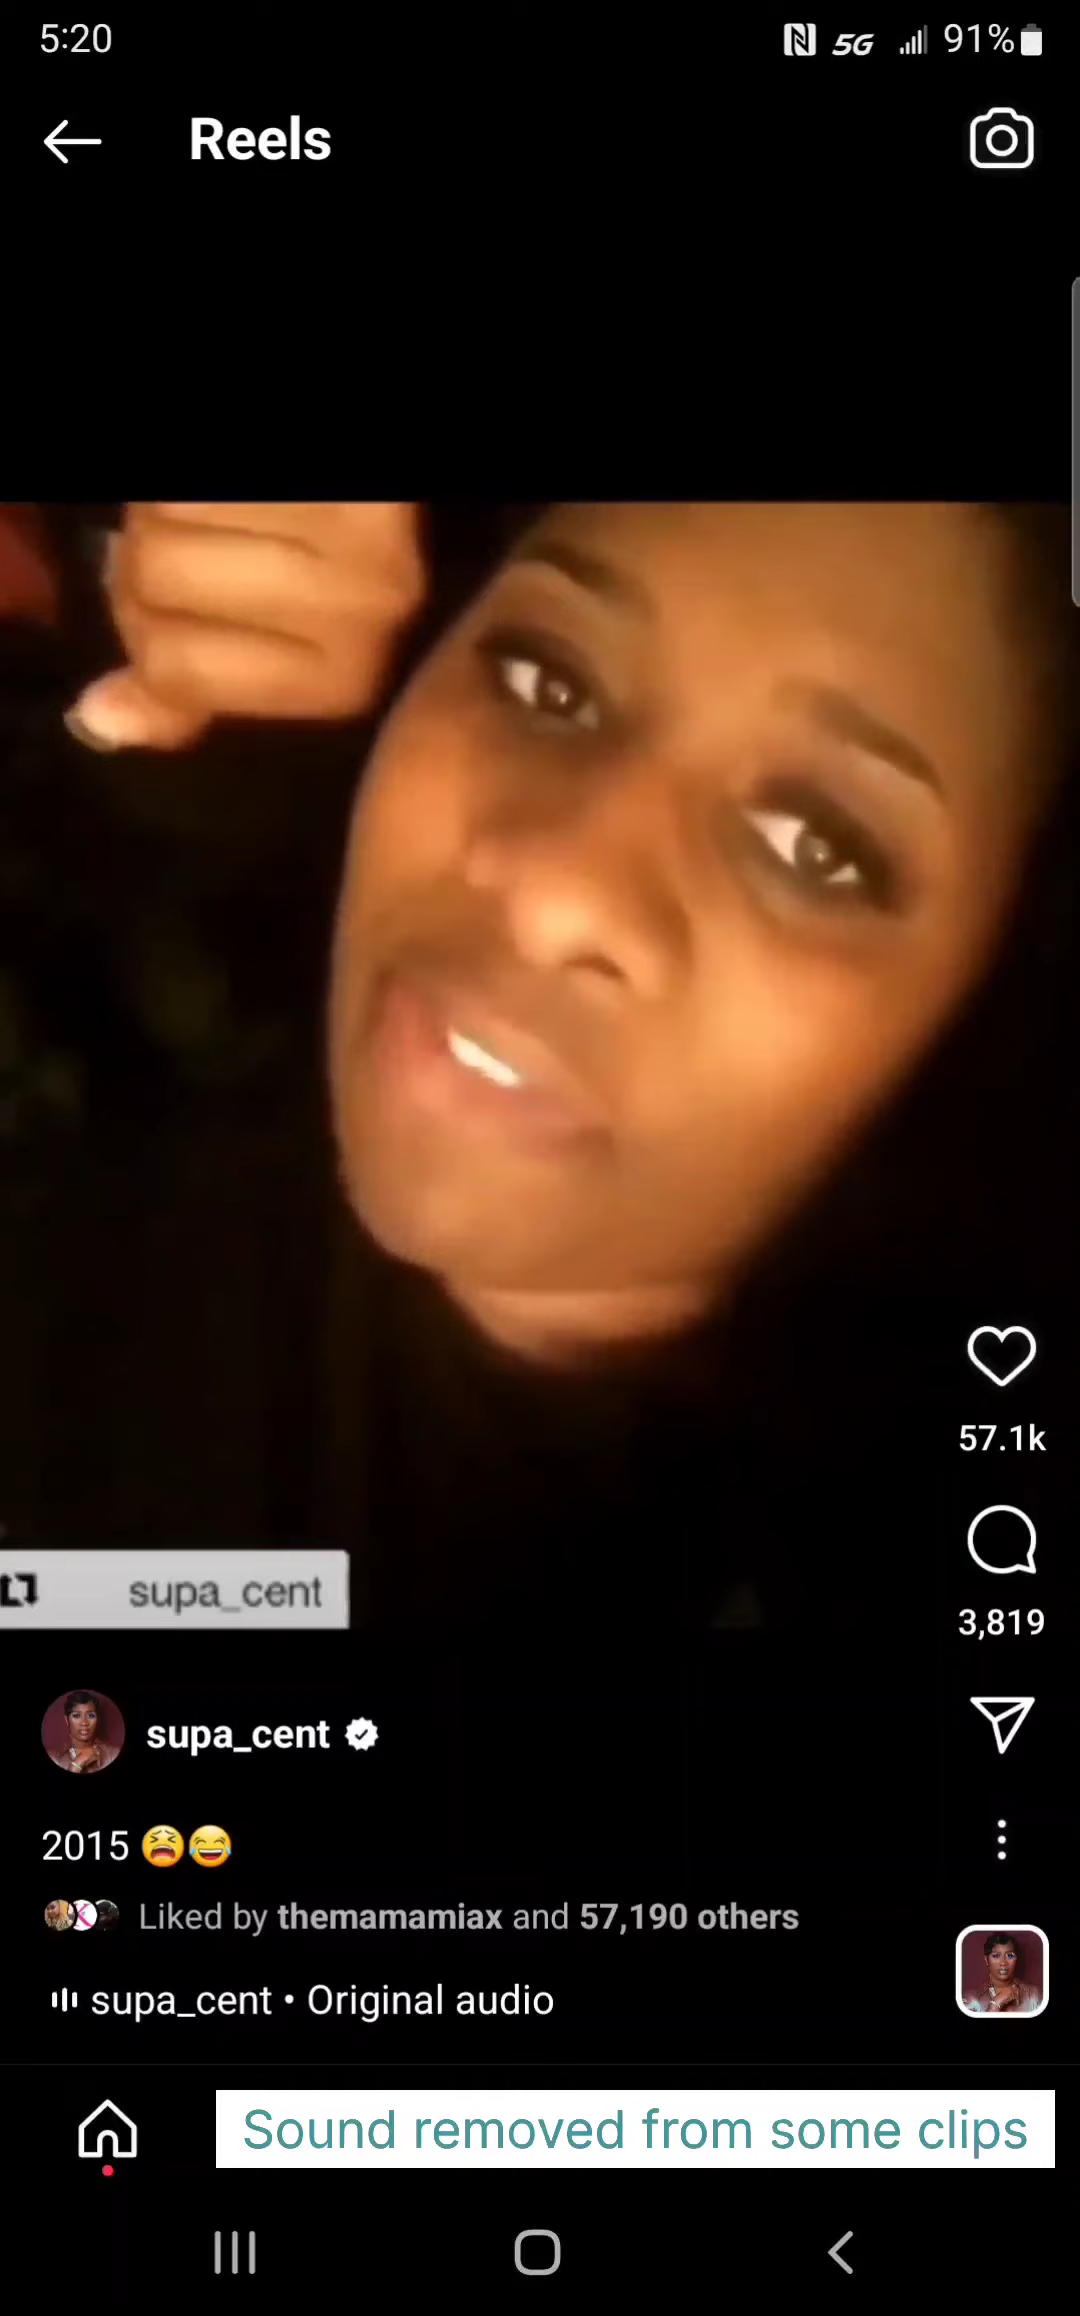 5:20
5G 91%
Reels
57.1k
3,819
supa_cent
supa_cent
2015 😫😂
Liked by themamamiax and 57,190 others
supa_cent • Original audio
Sound removed from some clips